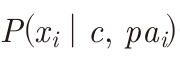 P(x_i | c, pa_i)